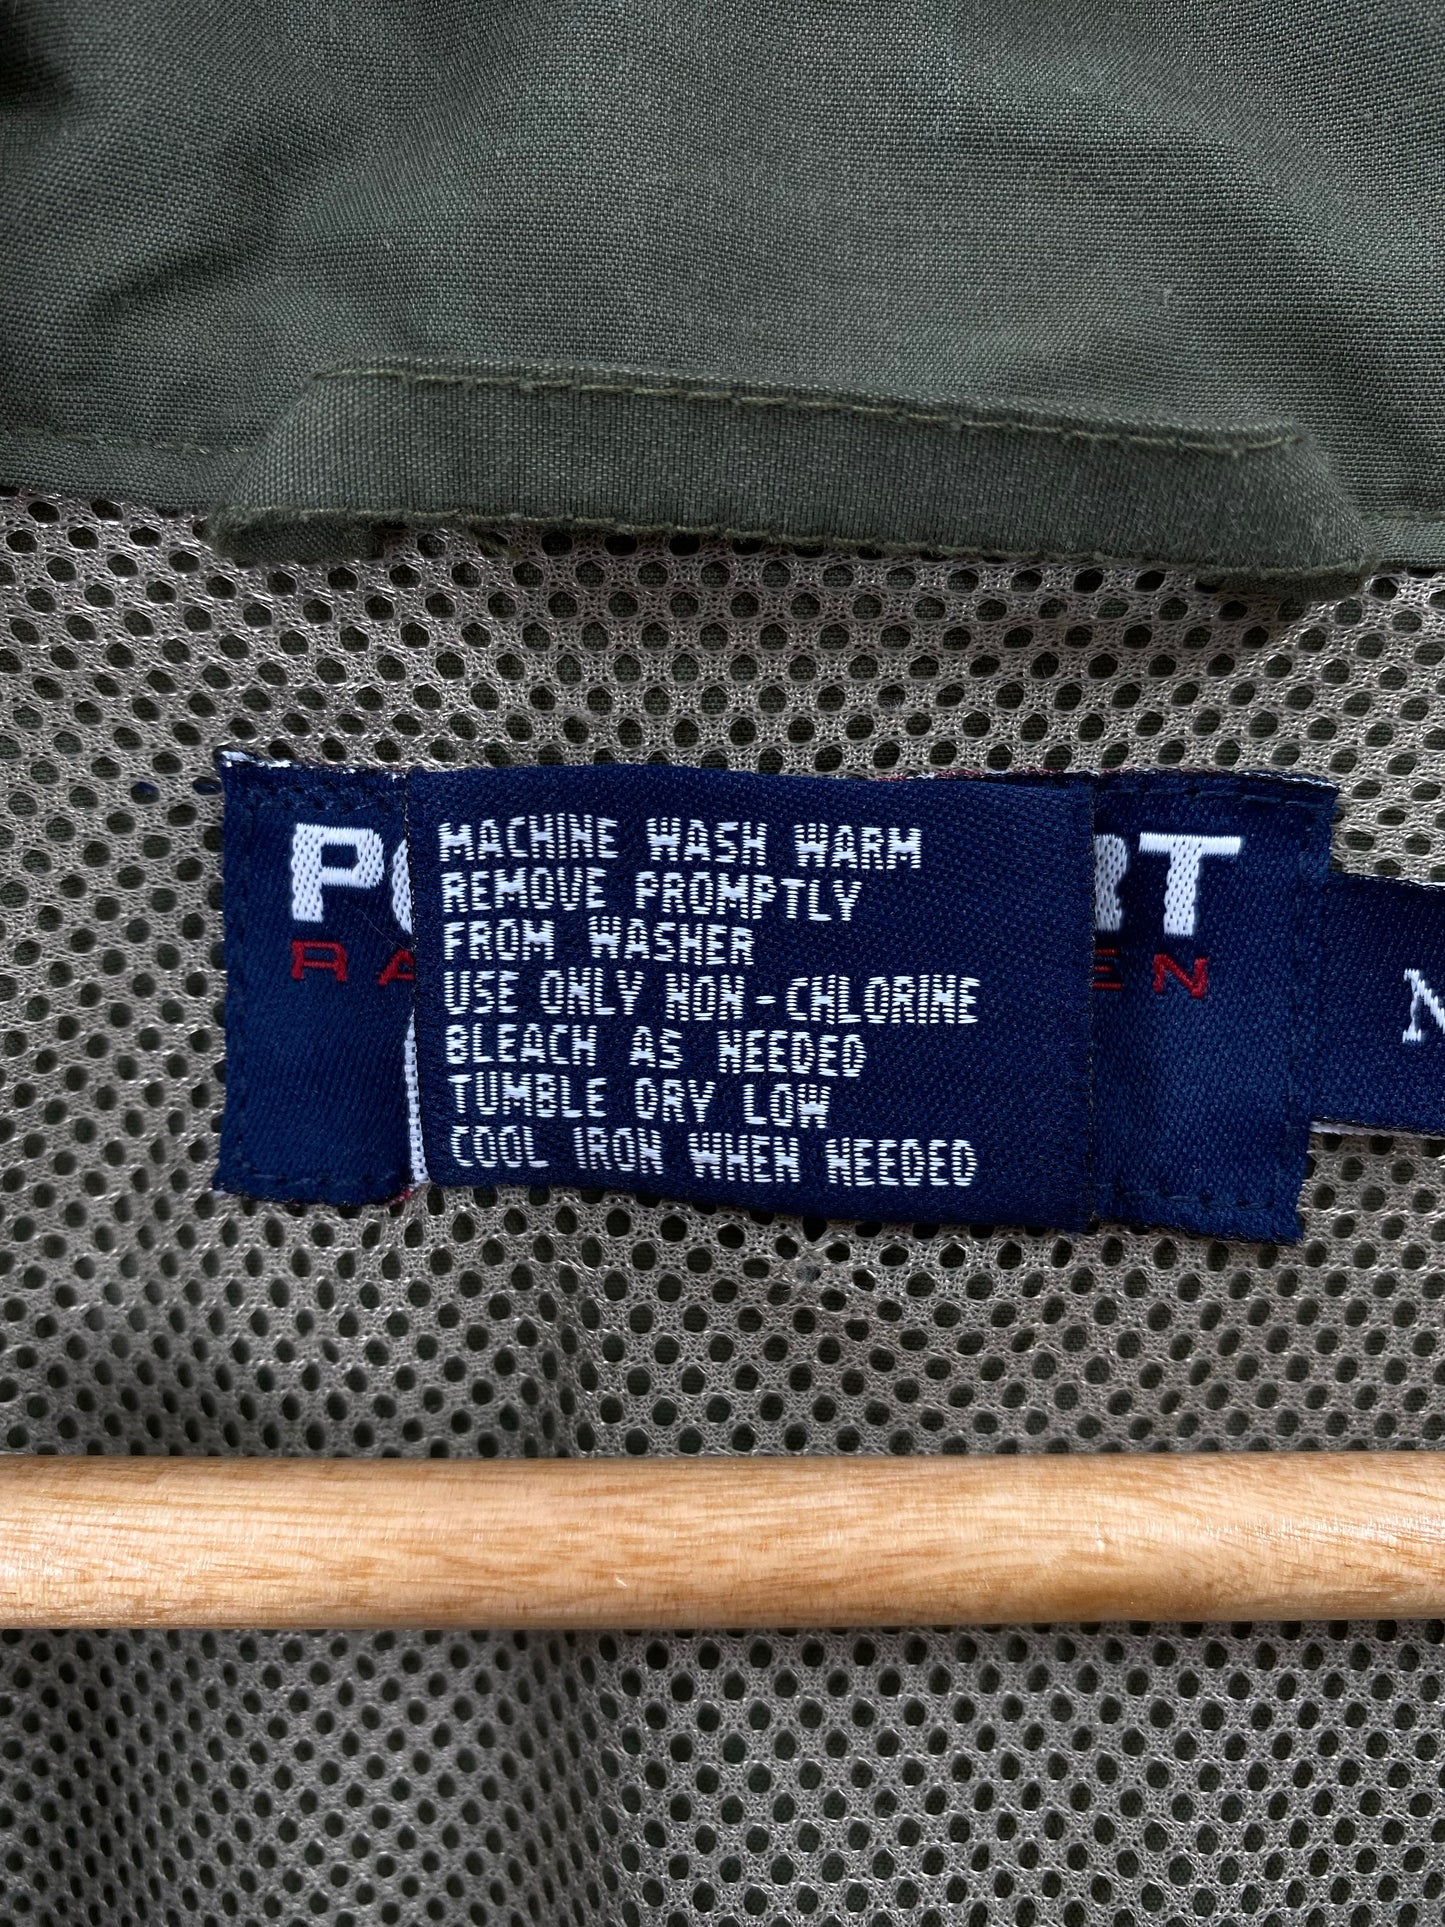 MACHINE WASH WARM
REMOVE PROMPTLY
FROM WASHER
USE ONLY NON-CHLORINE
BLEACH AS NEEDED
TUMBLE DRY LOW
COOL IRON WHEN NEEDED